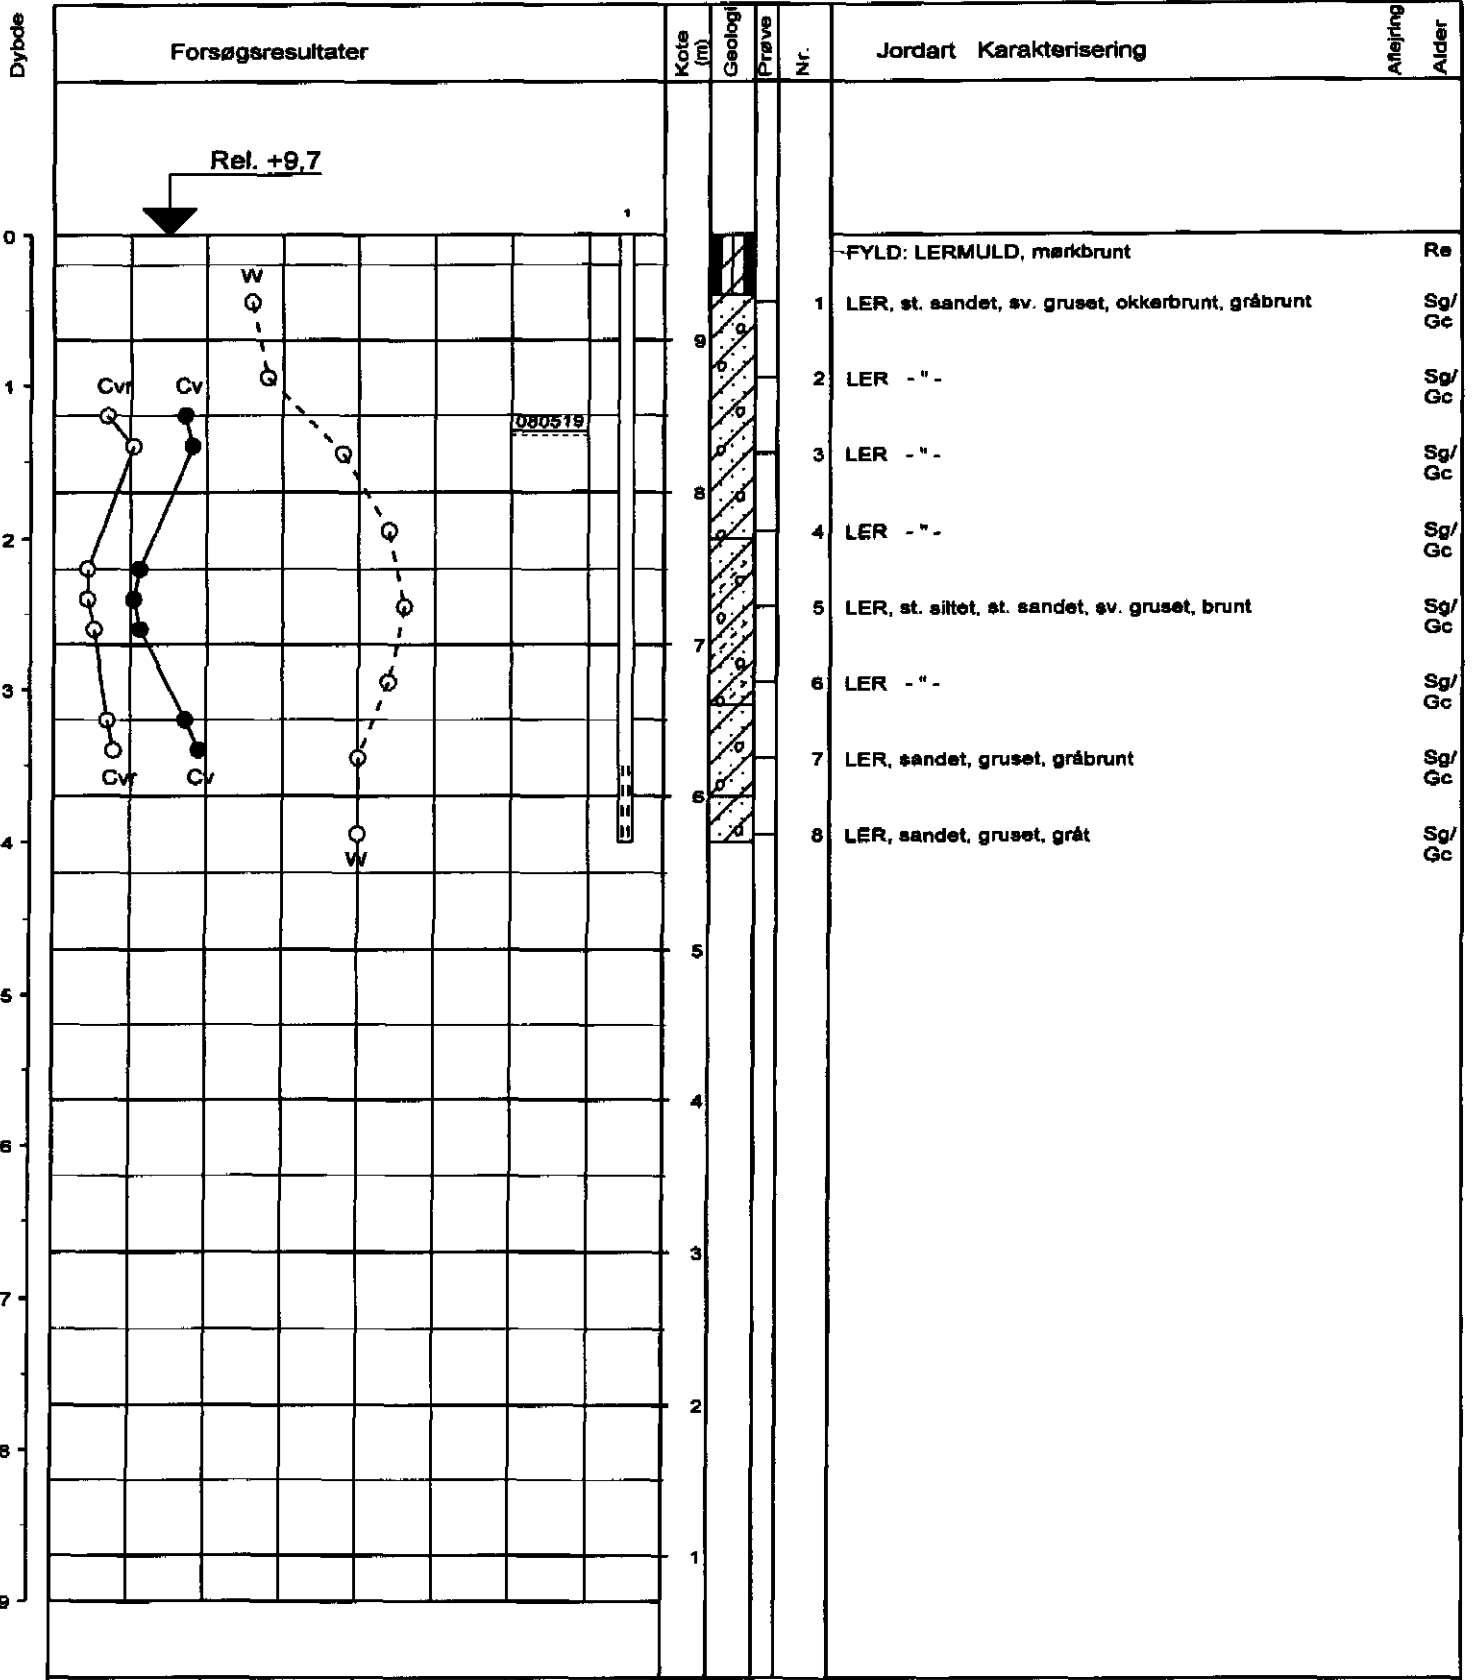 Dybde
Forsøgsresultater
Kote (m)
Geologi
Prøve
Nr.
Jordart Karakterisering
Aflejring
Alder
Rel. +9,7
1
0
FYLD: LERMULD, mørkbrunt Re
W
1 LER, st. sandet, sv. gruset, okkerbrunt, gråbrunt Sg/
Gc
9
1
Cvr Cv
2 LER - " - Sg/
Gc
080519
3 LER - " - Sg/
Gc
8
2
4 LER - " - Sg/
Gc
5 LER, st. siltet, st. sandet, sv. gruset, brunt Sg/
Gc
7
3
6 LER - " - Sg/
Gc
7 LER, sandet, gruset, gråbrunt Sg/
Gc
Cvr Cv
6
4
8 LER, sandet, gruset, gråt Sg/
Gc
W
5
5
4
6
3
7
2
8
1
9